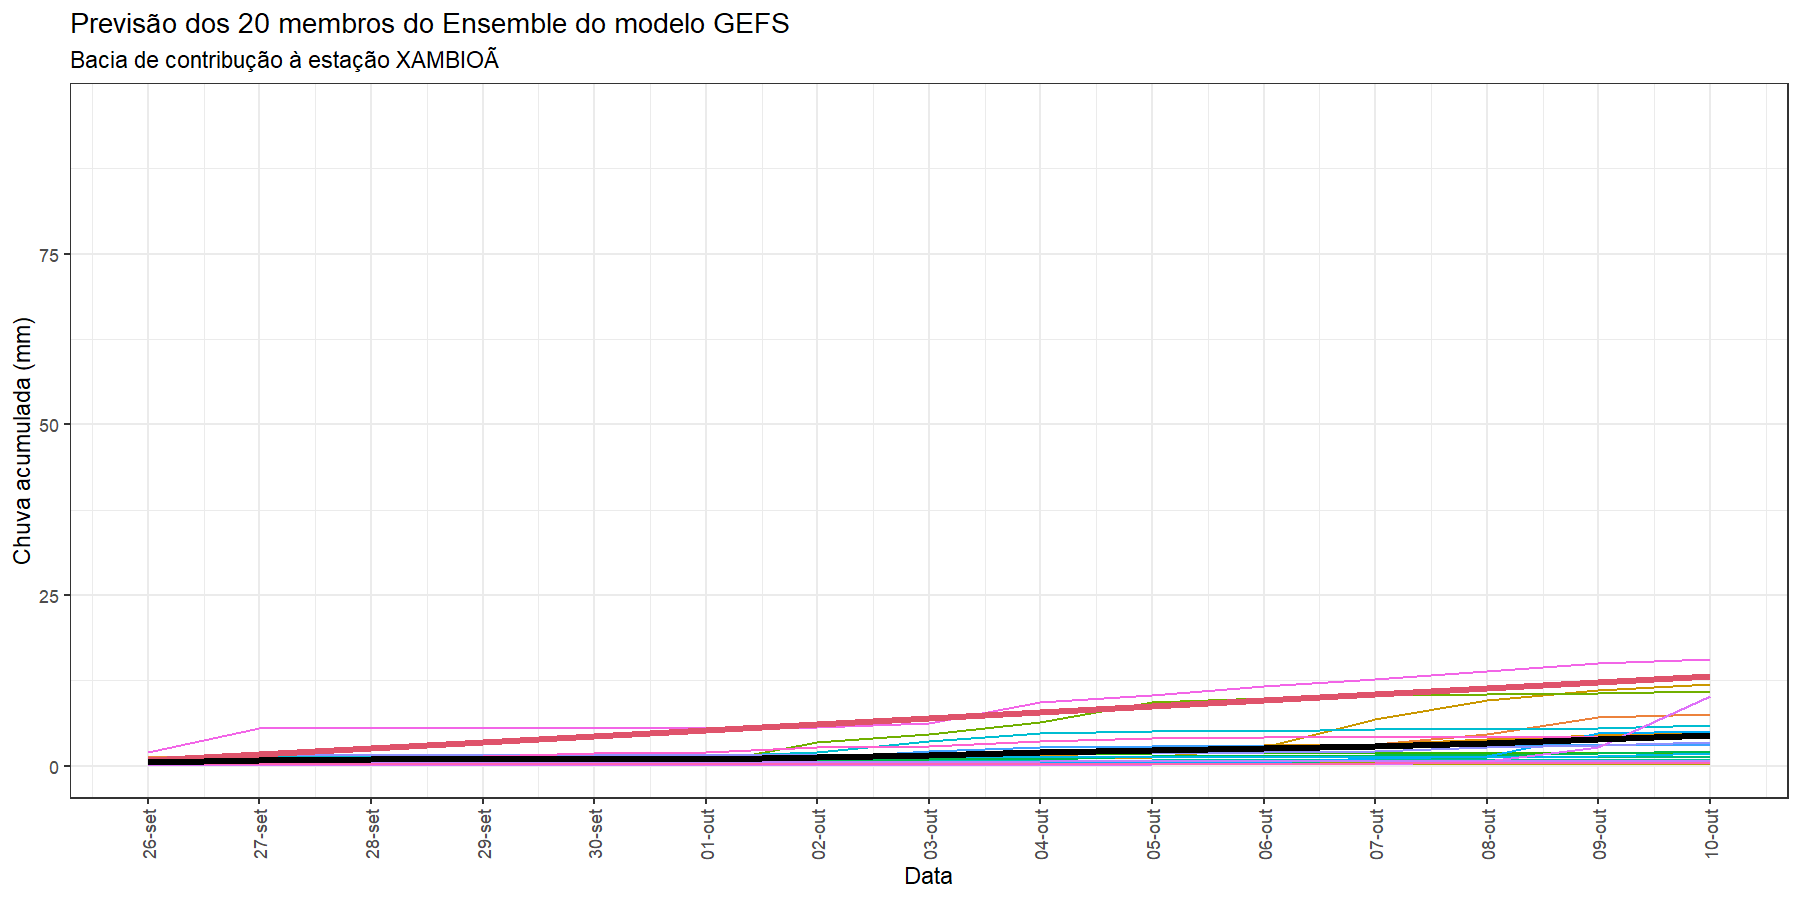 Previsão dos 20 membros do Ensemble do modelo GEFS
Bacia de contribução à estação XAMBIOÃ
Chuva acumulada (mm)
75
50
25
0
26-set
27-set
28-set
29-set
30-set
01-out
02-out
03-out
04-out
05-out
06-out
07-out
08-out
09-out
10-out
Data